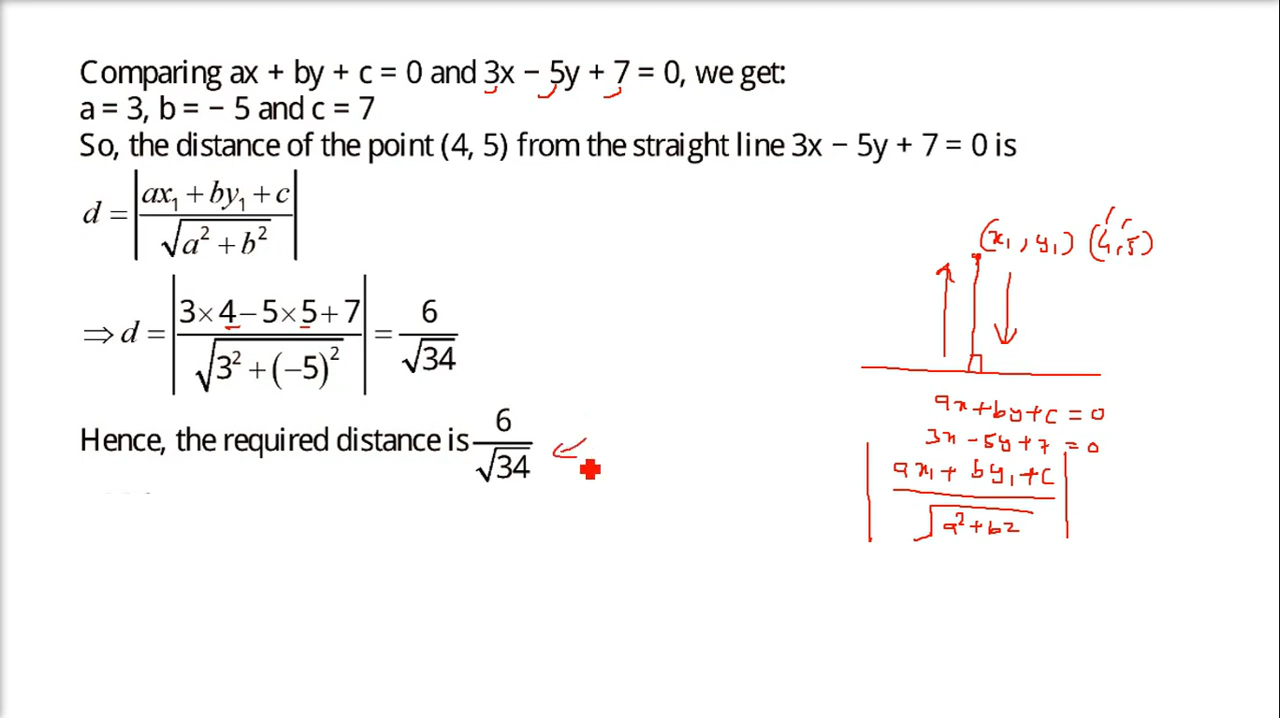 Comparing ax + by + c = 0 and 3x − 5y + 7 = 0, we get:
a = 3, b = − 5 and c = 7
So, the distance of the point (4, 5) from the straight line 3x − 5y + 7 = 0 is
d = |(ax₁ + by₁ + c) / √(a² + b²)|
⇒ d = |(3×4 − 5×5 + 7) / √(3² + (−5)²)| = 6/√34
Hence, the required distance is 6/√34
(x₁, y₁) (4,5)
ax+by+c = 0
3x − 5y + 7 = 0
|(ax₁ + by₁ + c) / √(a² + b2)|